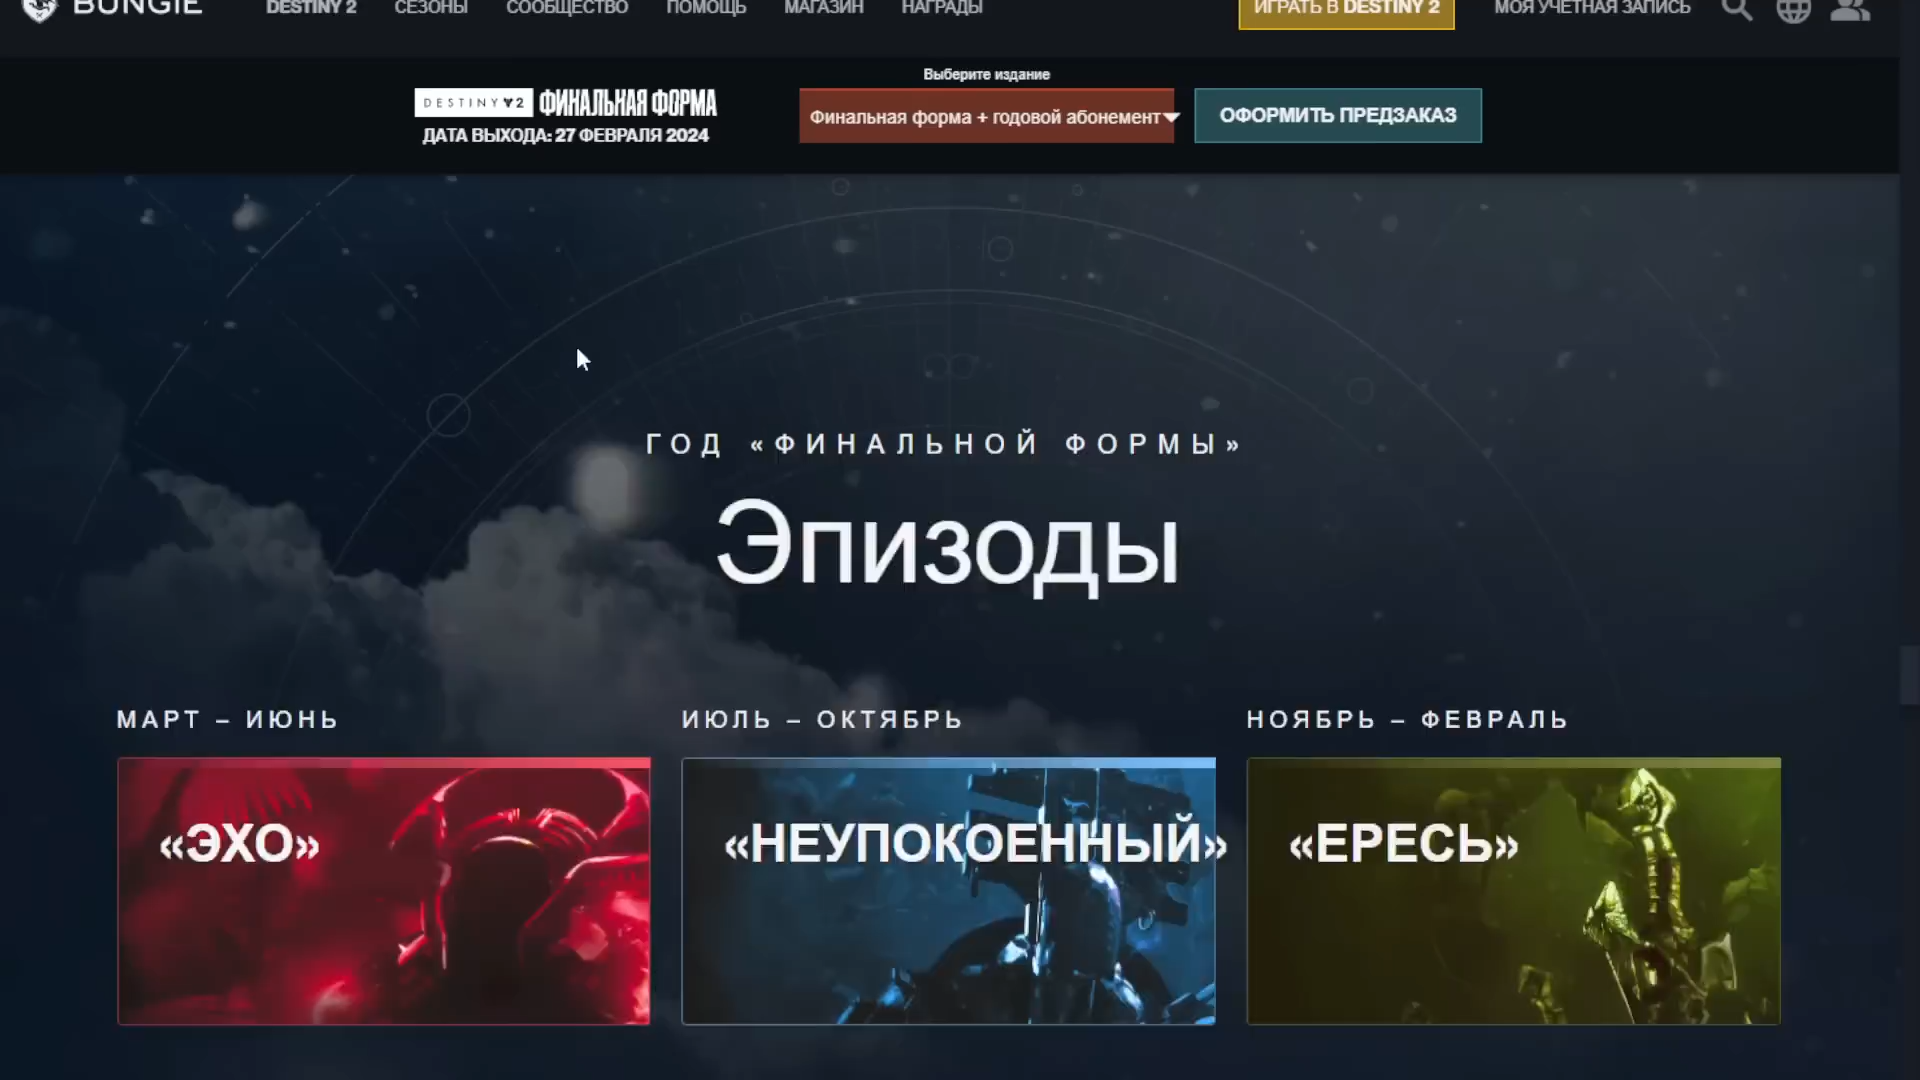 BUNGIE
DESTINY 2 СЕЗОНЫ СООБЩЕСТВО ПОМОЩЬ МАГАЗИН НАГРАДЫ ИГРАТЬ В DESTINY 2 МОЯ УЧЕТНАЯ ЗАПИСЬ
DESTINY 2 ФИНАЛЬНАЯ ФОРМА
ДАТА ВЫХОДА: 27 ФЕВРАЛЯ 2024
Выберите издание
Финальная форма + годовой абонемент
ОФОРМИТЬ ПРЕДЗАКАЗ
ГОД «ФИНАЛЬНОЙ ФОРМЫ»
Эпизоды
МАРТ – ИЮНЬ
«ЭХО»
ИЮЛЬ – ОКТЯБРЬ
«НЕУПОКОЕННЫЙ»
НОЯБРЬ – ФЕВРАЛЬ
«ЕРЕСЬ»